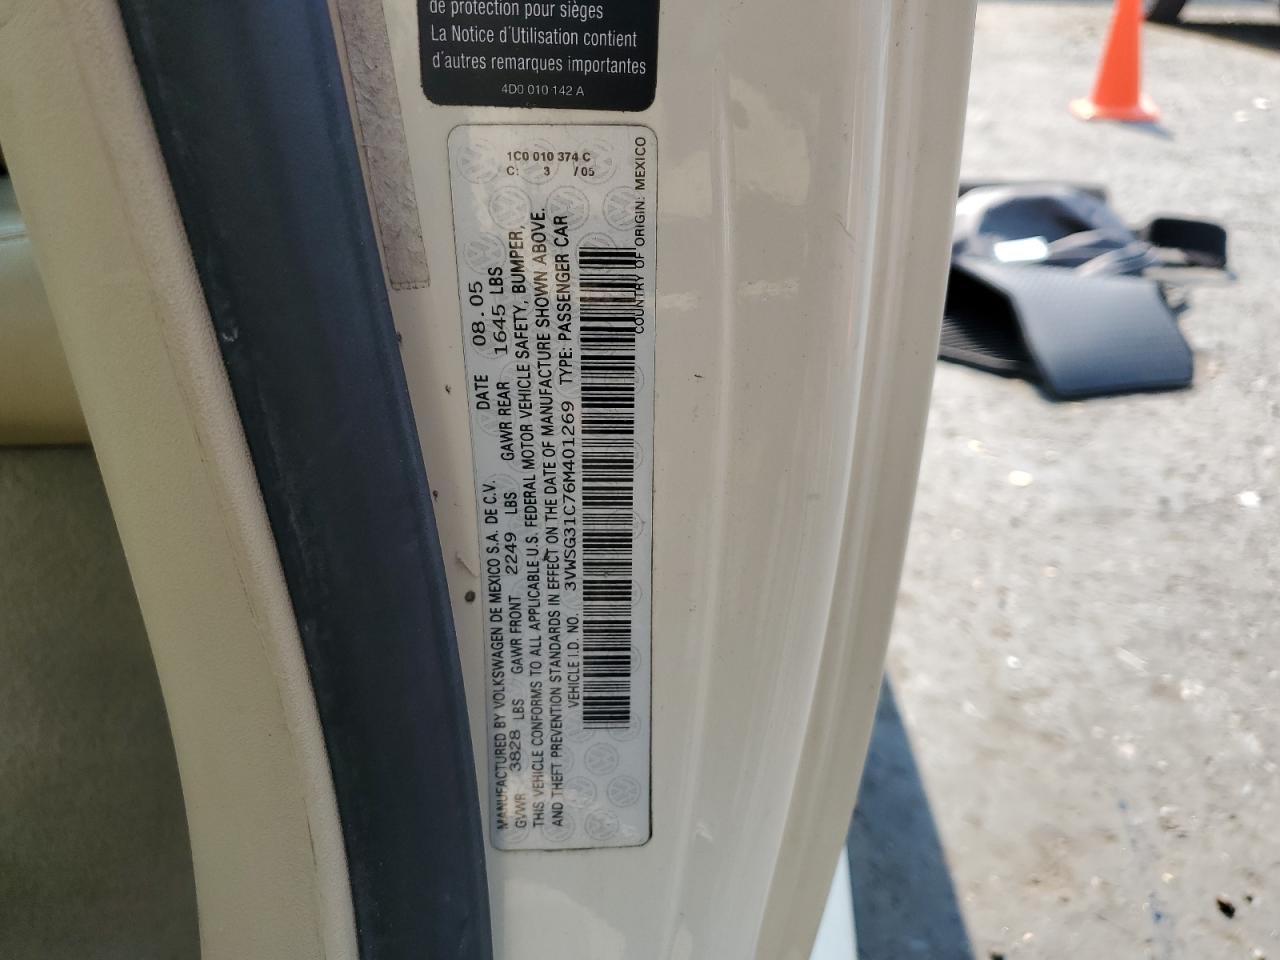 de protection pour sièges
La Notice d'Utilisation contient
d'autres remarques importantes
4D0 010 142 A
1C0 010 374 C
C: 3 /05
MANUFACTURED BY VOLKSWAGEN DE MEXICO S.A. DE C.V. DATE 08.05
GVWR 3828 LBS GAWR FRONT 2249 LBS GAWR REAR 1645 LBS
THIS VEHICLE CONFORMS TO ALL APPLICABLE U.S. FEDERAL MOTOR VEHICLE SAFETY, BUMPER,
AND THEFT PREVENTION STANDARDS IN EFFECT ON THE DATE OF MANUFACTURE SHOWN ABOVE.
VEHICLE I.D. NO. 3VWSG31C76M401269 TYPE: PASSENGER CAR
COUNTRY OF ORIGIN: MEXICO